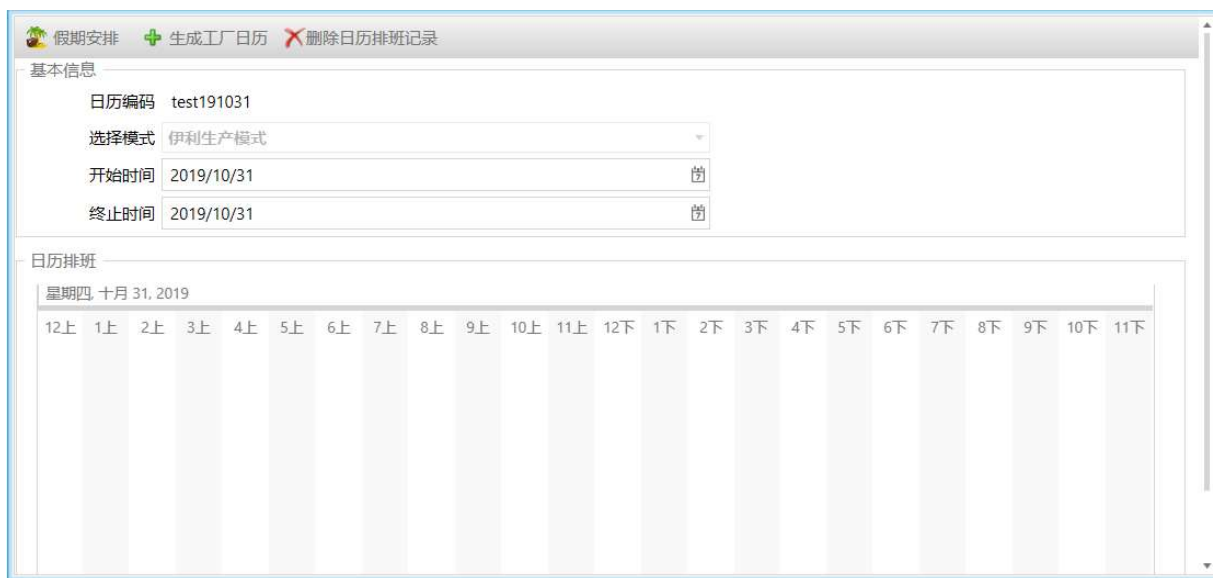 假期安排 生成工厂日历 删除日历排班记录
基本信息
日历编码 test191031
选择模式 伊利生产模式
开始时间 2019/10/31
终止时间 2019/10/31
日历排班
星期四, 十月 31, 2019
12上 1上 2上 3上 4上 5上 6上 7上 8上 9上 10上 11上 12下 1下 2下 3下 4下 5下 6下 7下 8下 9下 10下 11下